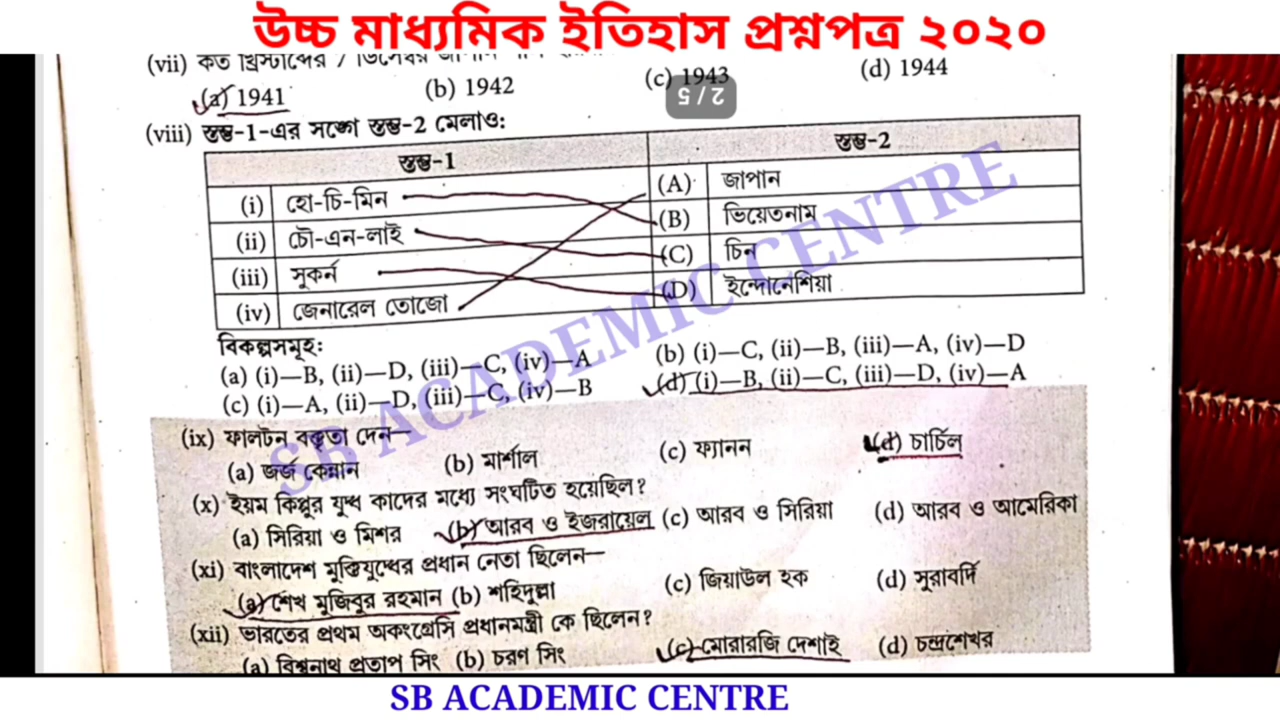 উচ্চ মাধ্যমিক ইতিহাস প্রশ্নপত্র ২০২০
(vii) কত খ্রিস্টাব্দের 7 ডিসেম্বর জাপান
(a) 1941 (b) 1942 (c) 1943 (d) 1944
2/5
(viii) স্তম্ভ-1-এর সঙ্গে স্তম্ভ-2 মেলাও:
স্তম্ভ-1 স্তম্ভ-2
(i) হো-চি-মিন (A) জাপান
(ii) চৌ-এন-লাই (B) ভিয়েতনাম
(iii) সুকর্ন (C) চিন
(iv) জেনারেল তোজো (D) ইন্দোনেশিয়া
বিকল্পসমূহঃ
(a) (i)—B, (ii)—D, (iii)—C, (iv)—A (b) (i)—C, (ii)—B, (iii)—A, (iv)—D
(c) (i)—A, (ii)—D, (iii)—C, (iv)—B (d) (i)—B, (ii)—C, (iii)—D, (iv)—A
(ix) ফালটন বক্তৃতা দেন—
(a) জর্জ কেন্নান (b) মার্শাল (c) ফ্যানন (d) চার্চিল
(x) ইয়ম কিপ্পুর যুদ্ধ কাদের মধ্যে সংঘটিত হয়েছিল?
(a) সিরিয়া ও মিশর (b) আরব ও ইজরায়েল (c) আরব ও সিরিয়া (d) আরব ও আমেরিকা
(xi) বাংলাদেশ মুক্তিযুদ্ধের প্রধান নেতা ছিলেন—
(a) শেখ মুজিবুর রহমান (b) শহিদুল্লা (c) জিয়াউল হক (d) সুরাবর্দি
(xii) ভারতের প্রথম অকংগ্রেসি প্রধানমন্ত্রী কে ছিলেন?
(a) বিশ্বনাথ প্রতাপ সিং (b) চরণ সিং (c) মোরারজি দেশাই (d) চন্দ্রশেখর
SB ACADEMIC CENTRE
SB ACADEMIC CENTRE